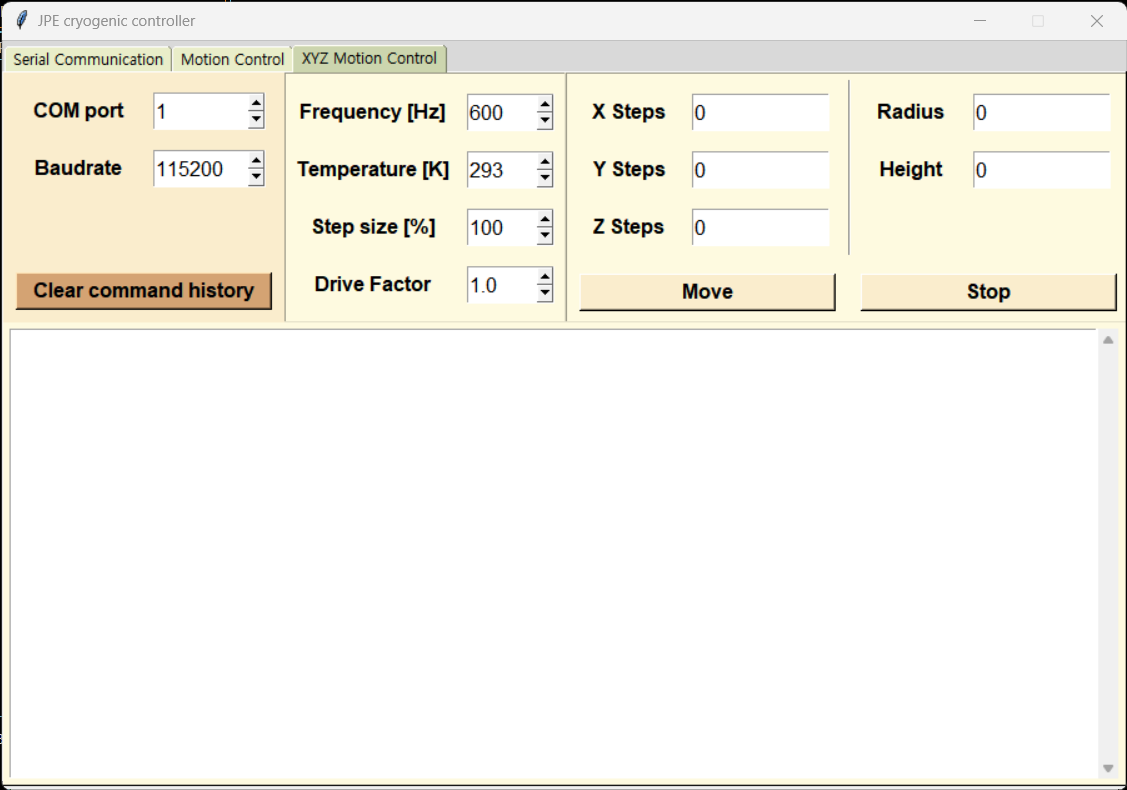 JPE cryogenic controller
Serial Communication Motion Control XYZ Motion Control
COM port 1 Frequency [Hz] 600 X Steps 0 Radius 0
Baudrate 115200 Temperature [K] 293 Y Steps 0 Height 0
Step size [%] 100 Z Steps 0
Clear command history Drive Factor 1.0 Move Stop